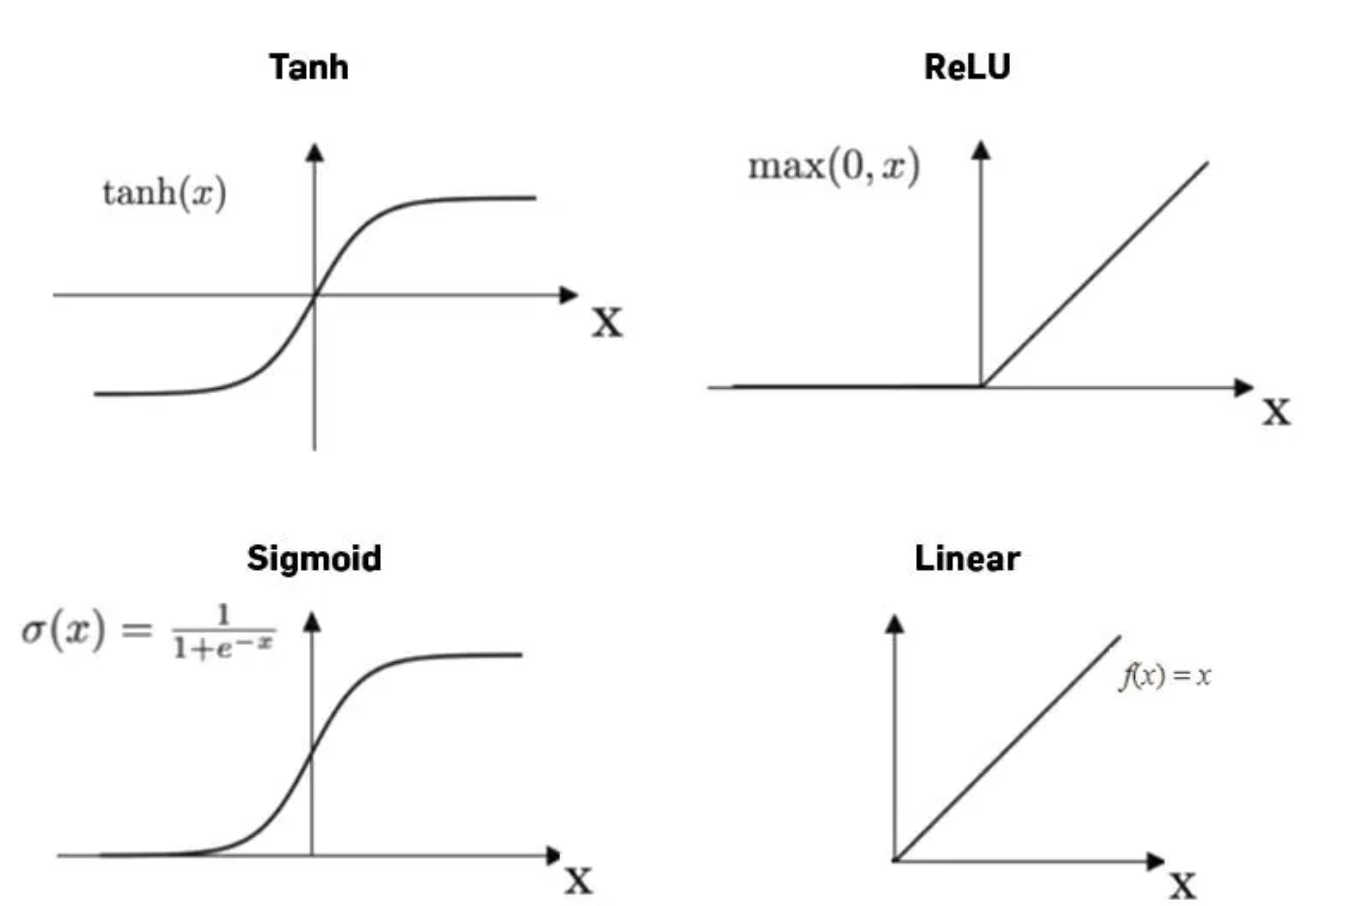 Tanh
tanh(x)
X
ReLU
max(0, x)
X
Sigmoid
σ(x) = 1/(1+e^−x)
X
Linear
f(x) = x
X